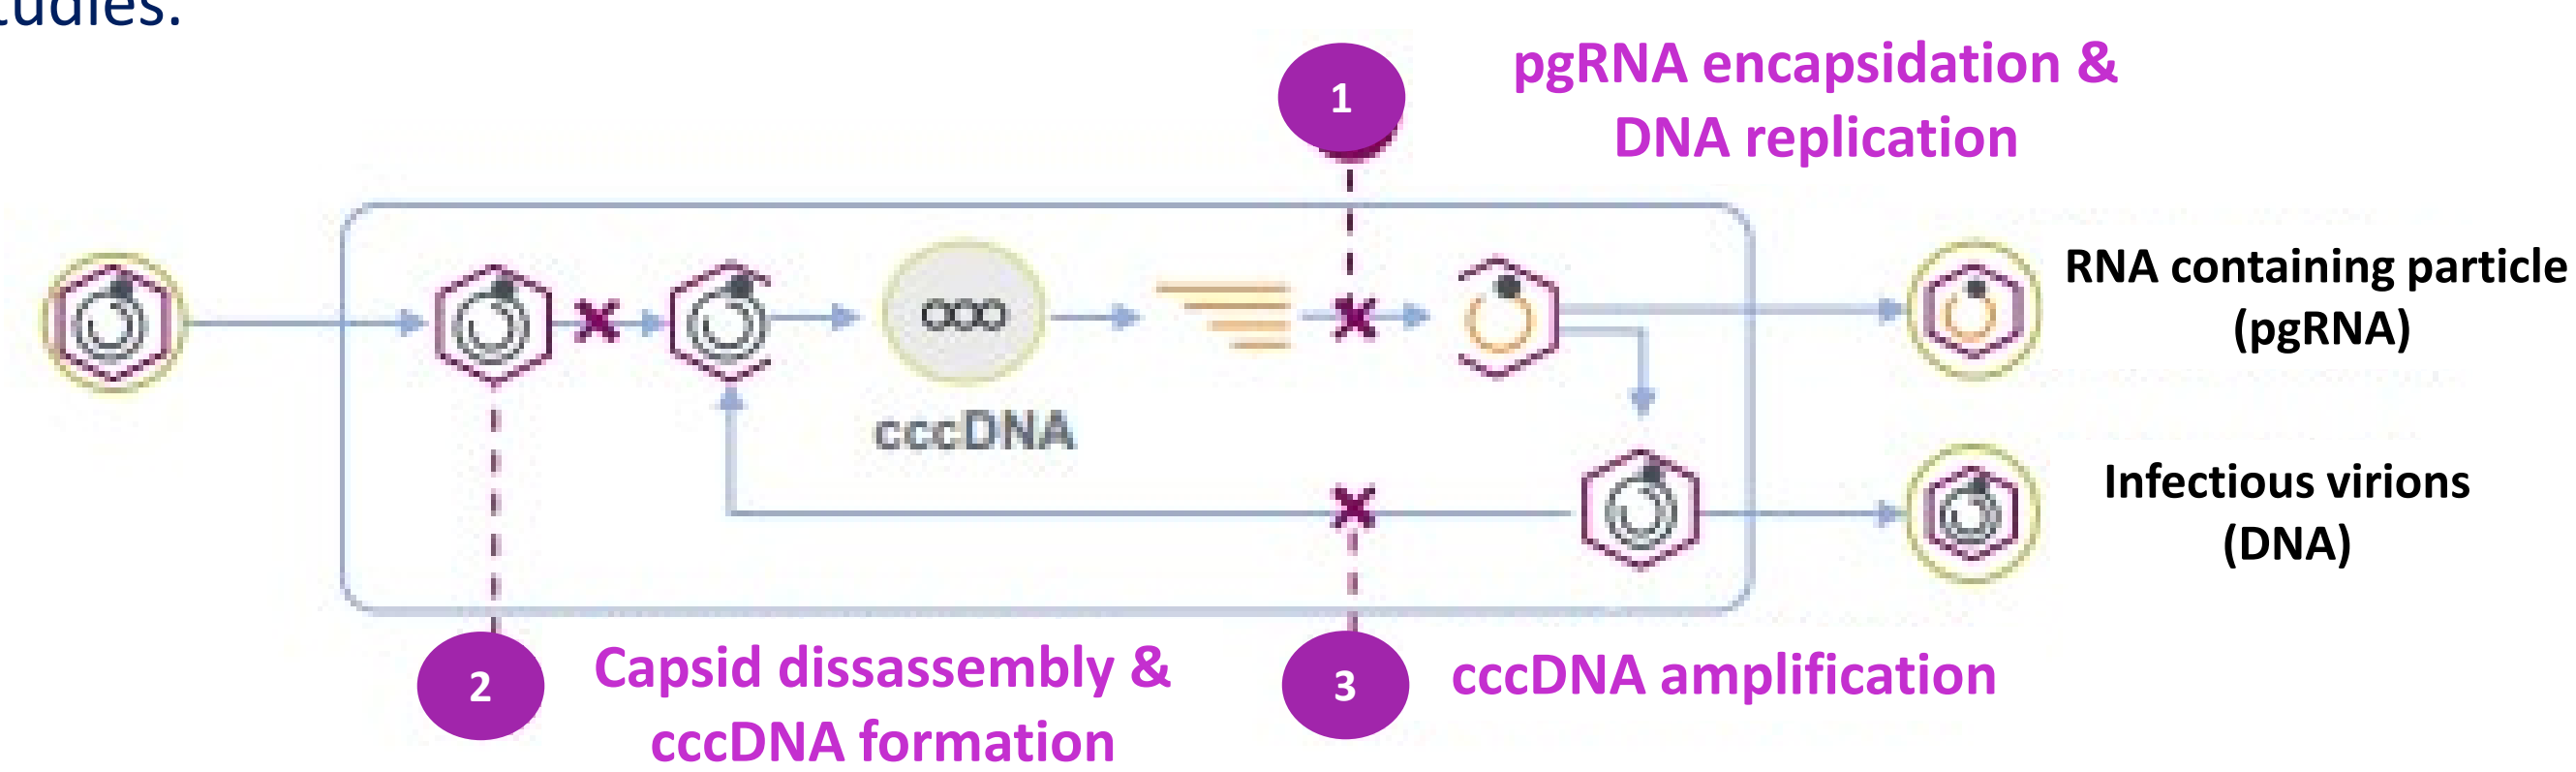 tudies.
1
pgRNA encapsidation &
DNA replication
RNA containing particle
(pgRNA)
cccDNA
Infectious virions
(DNA)
2
Capsid dissassembly &
cccDNA formation
3
cccDNA amplification